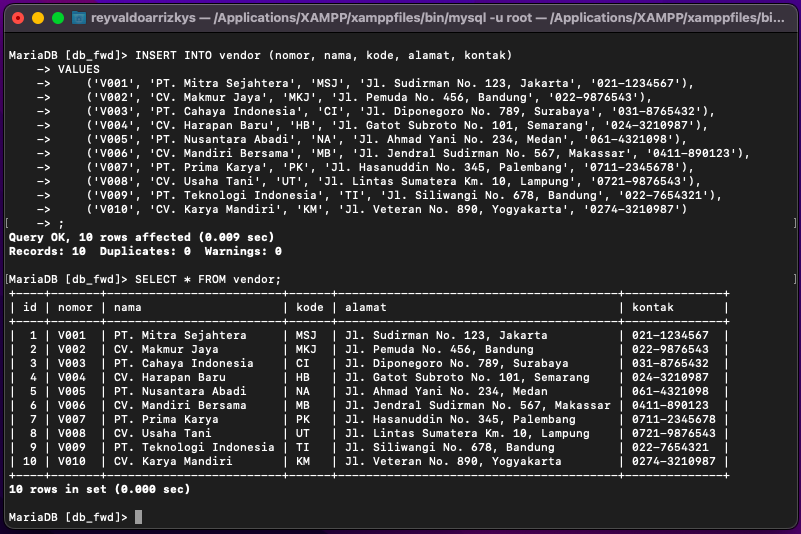 reyvaldoarrizkys — /Applications/XAMPP/xamppfiles/bin/mysql -u root — /Applications/XAMPP/xamppfiles/bi...
MariaDB [db_fwd]> INSERT INTO vendor (nomor, nama, kode, alamat, kontak)
    -> VALUES
    ->     ('V001', 'PT. Mitra Sejahtera', 'MSJ', 'Jl. Sudirman No. 123, Jakarta', '021-1234567'),
    ->     ('V002', 'CV. Makmur Jaya', 'MKJ', 'Jl. Pemuda No. 456, Bandung', '022-9876543'),
    ->     ('V003', 'PT. Cahaya Indonesia', 'CI', 'Jl. Diponegoro No. 789, Surabaya', '031-8765432'),
    ->     ('V004', 'CV. Harapan Baru', 'HB', 'Jl. Gatot Subroto No. 101, Semarang', '024-3210987'),
    ->     ('V005', 'PT. Nusantara Abadi', 'NA', 'Jl. Ahmad Yani No. 234, Medan', '061-4321098'),
    ->     ('V006', 'CV. Mandiri Bersama', 'MB', 'Jl. Jendral Sudirman No. 567, Makassar', '0411-890123'),
    ->     ('V007', 'PT. Prima Karya', 'PK', 'Jl. Hasanuddin No. 345, Palembang', '0711-2345678'),
    ->     ('V008', 'CV. Usaha Tani', 'UT', 'Jl. Lintas Sumatera Km. 10, Lampung', '0721-9876543'),
    ->     ('V009', 'PT. Teknologi Indonesia', 'TI', 'Jl. Siliwangi No. 678, Bandung', '022-7654321'),
    ->     ('V010', 'CV. Karya Mandiri', 'KM', 'Jl. Veteran No. 890, Yogyakarta', '0274-3210987')
[    -> ; ]
Query OK, 10 rows affected (0.009 sec)
Records: 10  Duplicates: 0  Warnings: 0
[MariaDB [db_fwd]> SELECT * FROM vendor; ]
+----+-------+-------------------------+------+----------------------------------------+--------------+
| id | nomor | nama                    | kode | alamat                                 | kontak       |
+----+-------+-------------------------+------+----------------------------------------+--------------+
|  1 | V001  | PT. Mitra Sejahtera     | MSJ  | Jl. Sudirman No. 123, Jakarta          | 021-1234567  |
|  2 | V002  | CV. Makmur Jaya         | MKJ  | Jl. Pemuda No. 456, Bandung            | 022-9876543  |
|  3 | V003  | PT. Cahaya Indonesia    | CI   | Jl. Diponegoro No. 789, Surabaya       | 031-8765432  |
|  4 | V004  | CV. Harapan Baru        | HB   | Jl. Gatot Subroto No. 101, Semarang    | 024-3210987  |
|  5 | V005  | PT. Nusantara Abadi     | NA   | Jl. Ahmad Yani No. 234, Medan          | 061-4321098  |
|  6 | V006  | CV. Mandiri Bersama     | MB   | Jl. Jendral Sudirman No. 567, Makassar | 0411-890123  |
|  7 | V007  | PT. Prima Karya         | PK   | Jl. Hasanuddin No. 345, Palembang      | 0711-2345678 |
|  8 | V008  | CV. Usaha Tani          | UT   | Jl. Lintas Sumatera Km. 10, Lampung    | 0721-9876543 |
|  9 | V009  | PT. Teknologi Indonesia | TI   | Jl. Siliwangi No. 678, Bandung         | 022-7654321  |
| 10 | V010  | CV. Karya Mandiri       | KM   | Jl. Veteran No. 890, Yogyakarta        | 0274-3210987 |
+----+-------+-------------------------+------+----------------------------------------+--------------+
10 rows in set (0.000 sec)
MariaDB [db_fwd]>